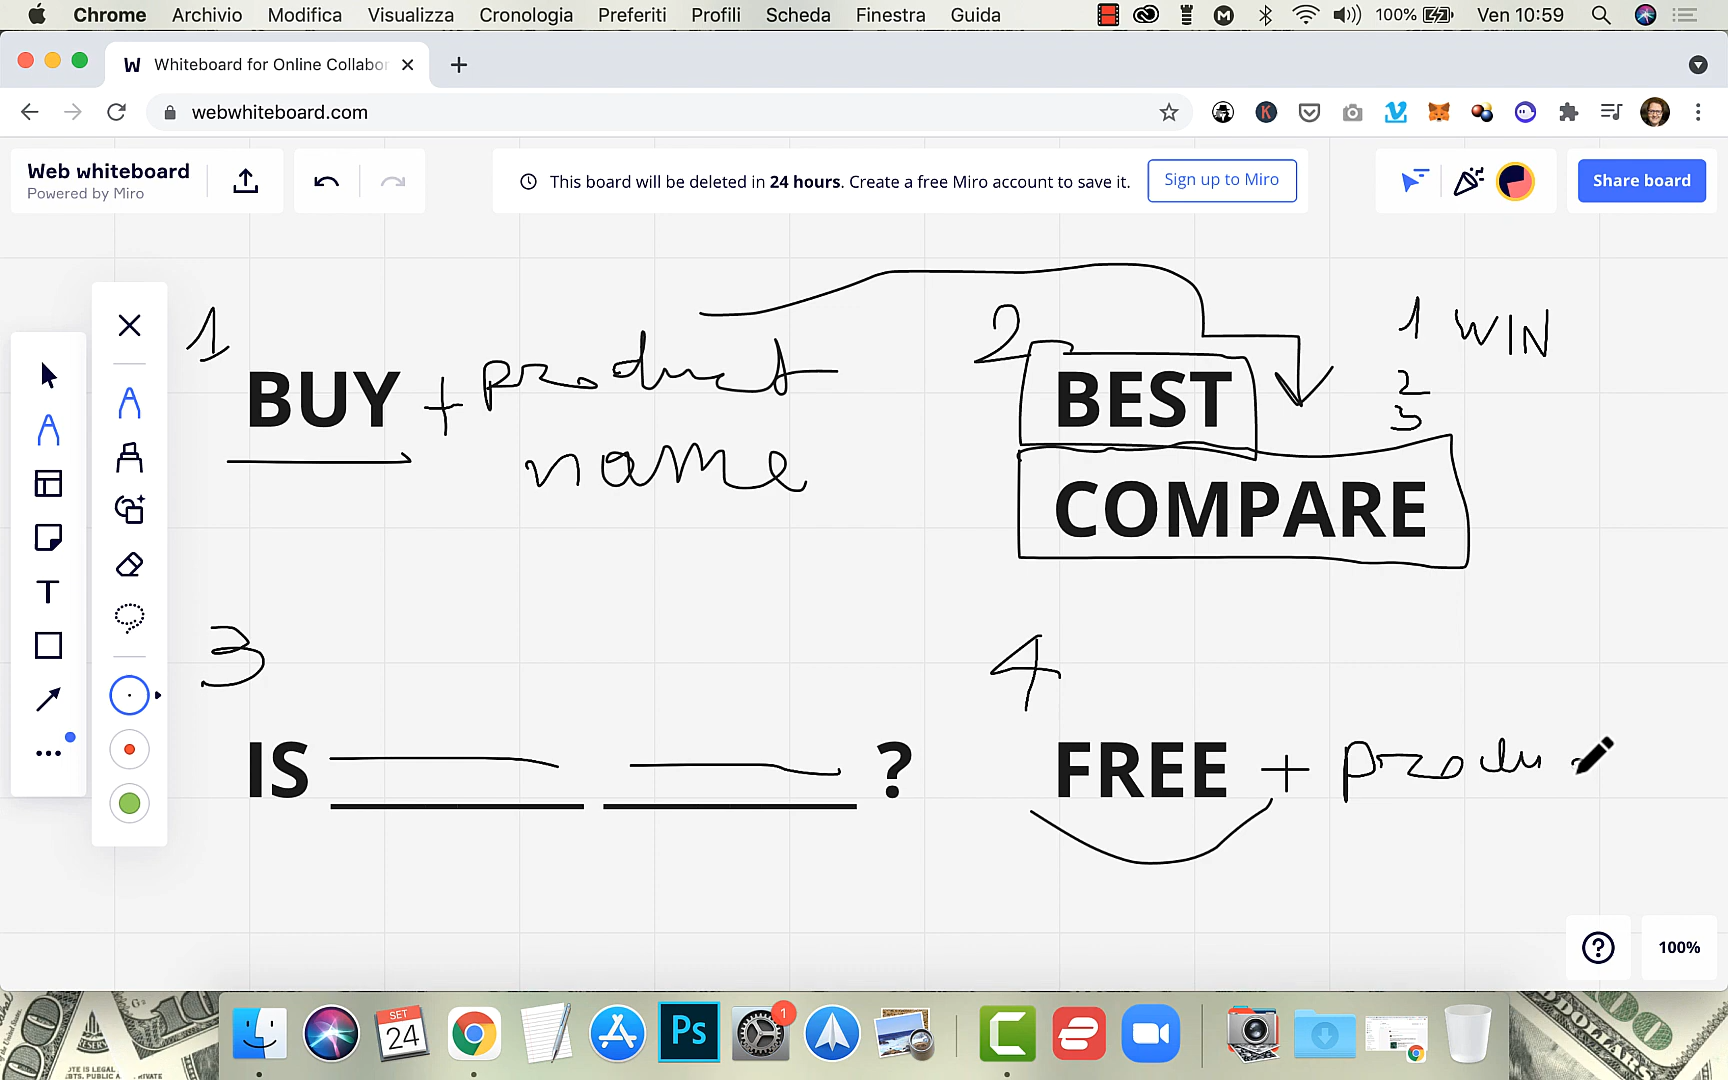 Chrome Archivio Modifica Visualizza Cronologia Preferiti Profili Scheda Finestra Guida 100% Ven 10:59
Whiteboard for Online Collabor
webwhiteboard.com
Web whiteboard
Powered by Miro
This board will be deleted in 24 hours. Create a free Miro account to save it.
Sign up to Miro
Share board
1
BUY + product
name
2
BEST
COMPARE
1 WIN
2
3
3
IS ?
4
FREE + produ
100%
SET
24
Ps
1